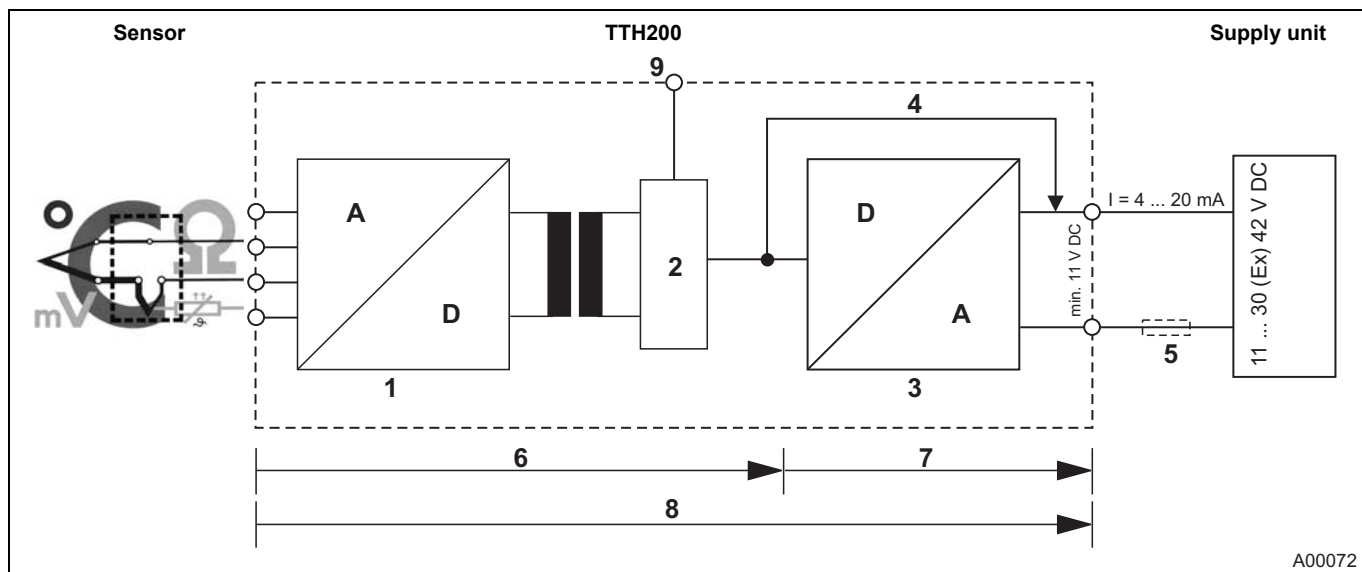 Sensor
TTH200
Supply unit
9
4
A
D
1
2
D
A
3
I = 4 ... 20 mA
min. 11 V DC
5
11 ... 30 (Ex) 42 V DC
°C
Ω
mV
6
7
8
A00072